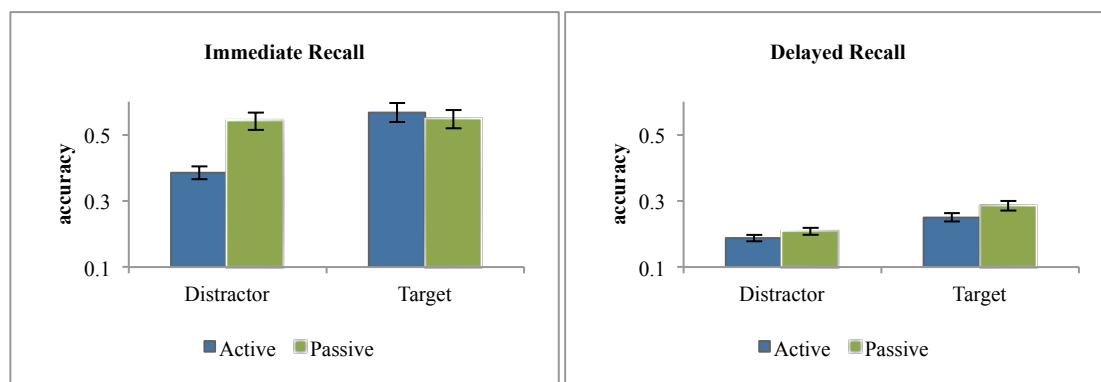 Immediate Recall
accuracy
0.5
0.3
0.1
Distractor Target
Active Passive
Delayed Recall
accuracy
0.5
0.3
0.1
Distractor Target
Active Passive